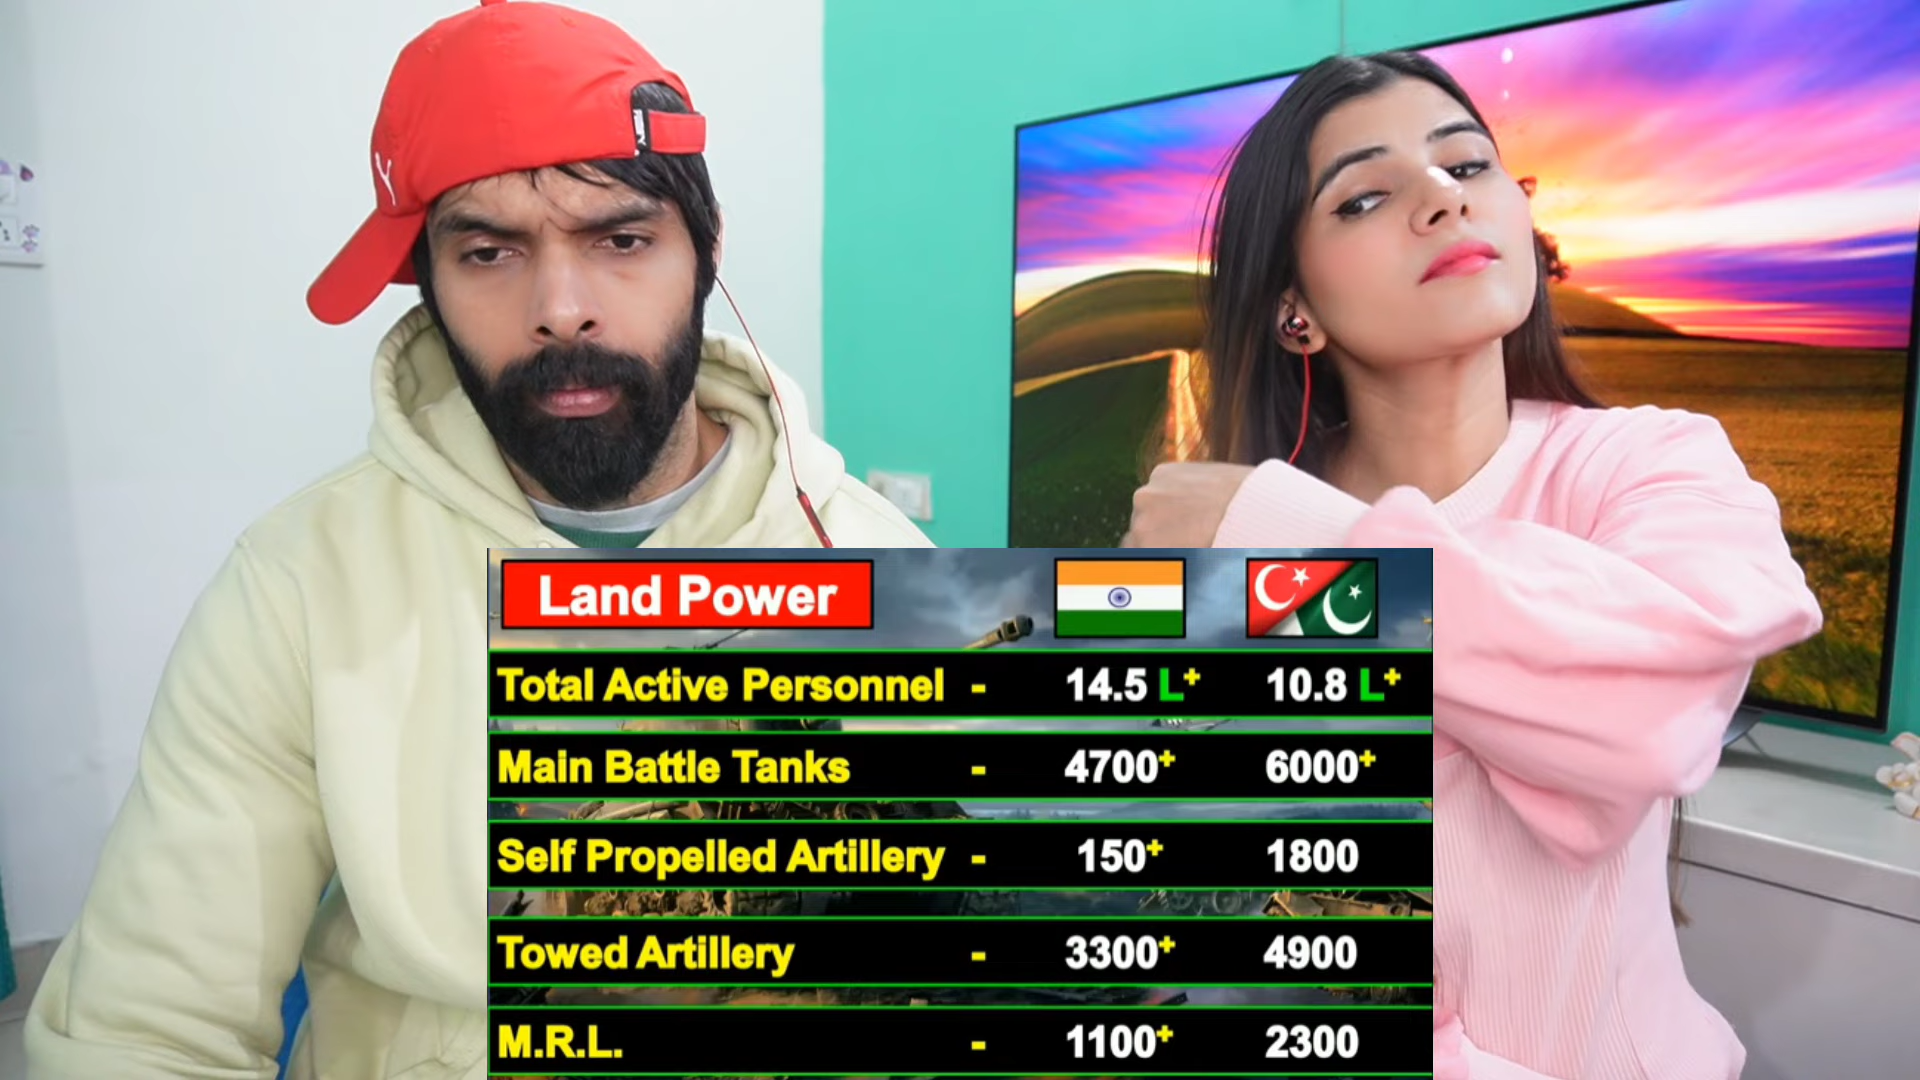 Land Power
Total Active Personnel - 14.5 L+ 10.8 L+
Main Battle Tanks - 4700+ 6000+
Self Propelled Artillery - 150+ 1800
Towed Artillery - 3300+ 4900
M.R.L. - 1100+ 2300